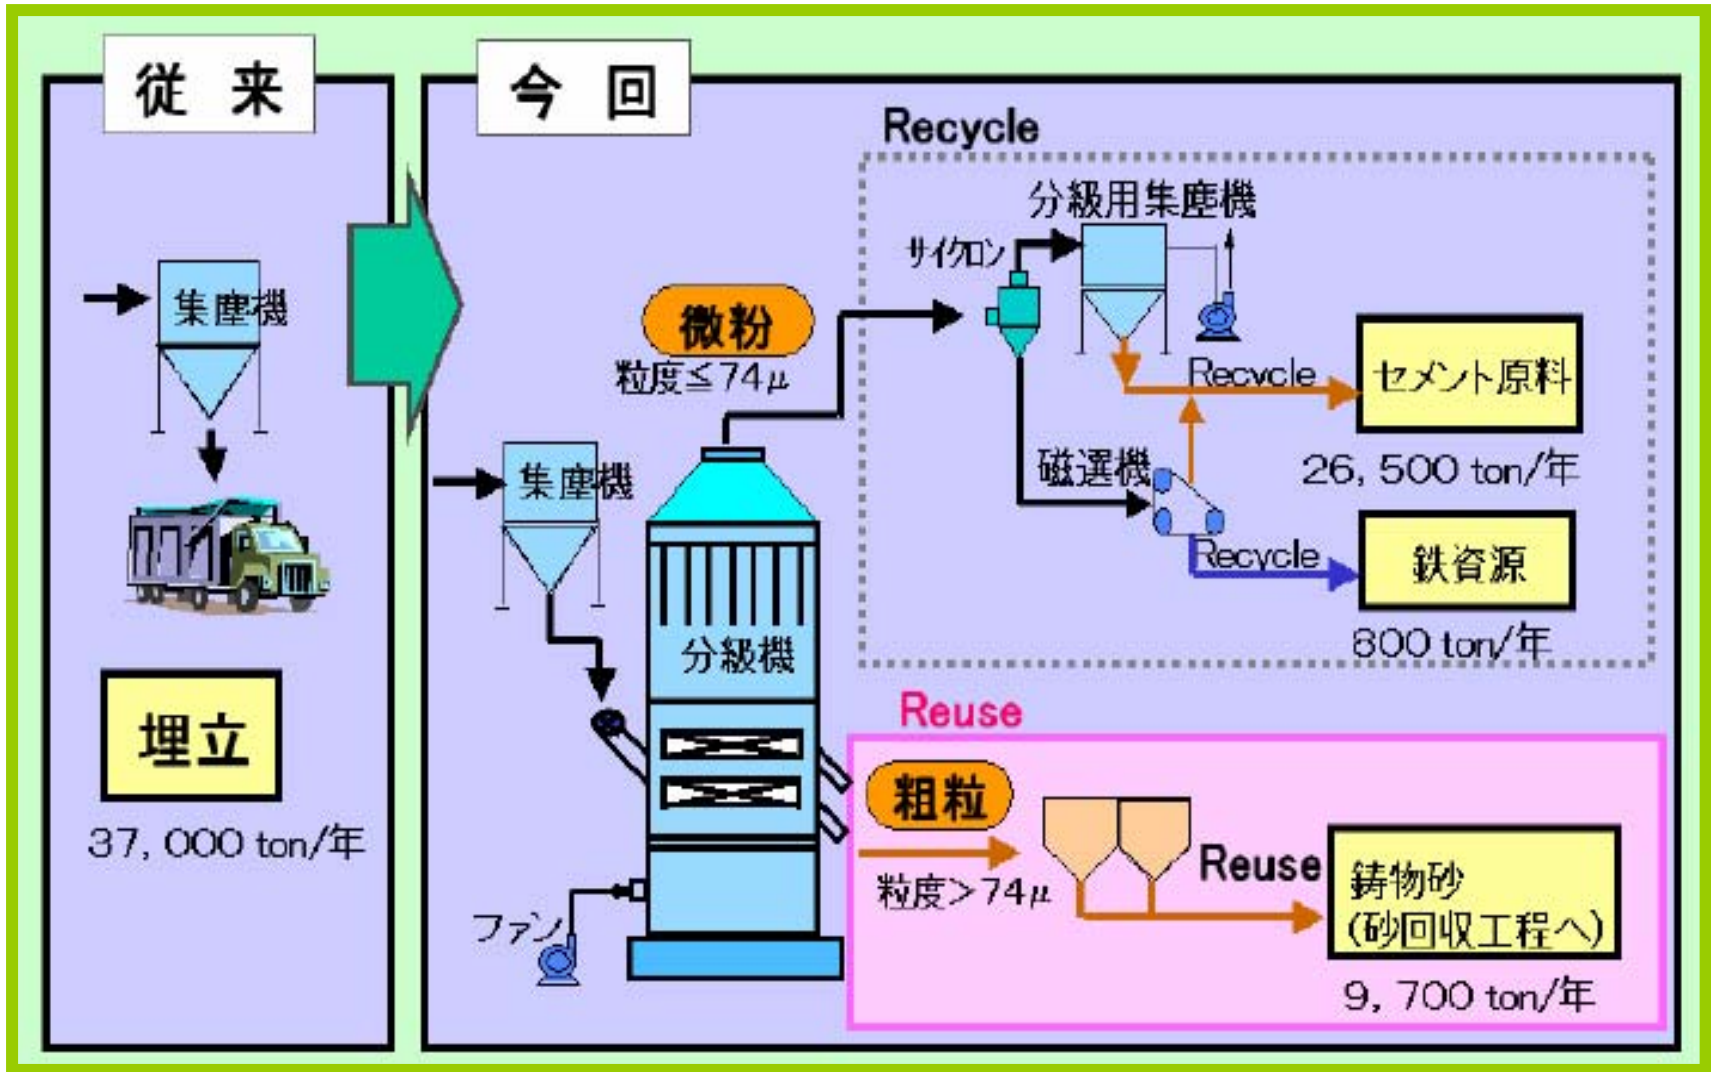 従 来
集塵機
埋立
37, 000 ton/年
今 回
集塵機
ファン
分級機
微粉
粒度≦74μ
Recycle
サイクロン
分級用集塵機
磁選機
Recycle
セメント原料
26, 500 ton/年
Recycle
鉄資源
800 ton/年
Reuse
粗粒
粒度>74μ
Reuse
鋳物砂
(砂回収工程へ)
9, 700 ton/年